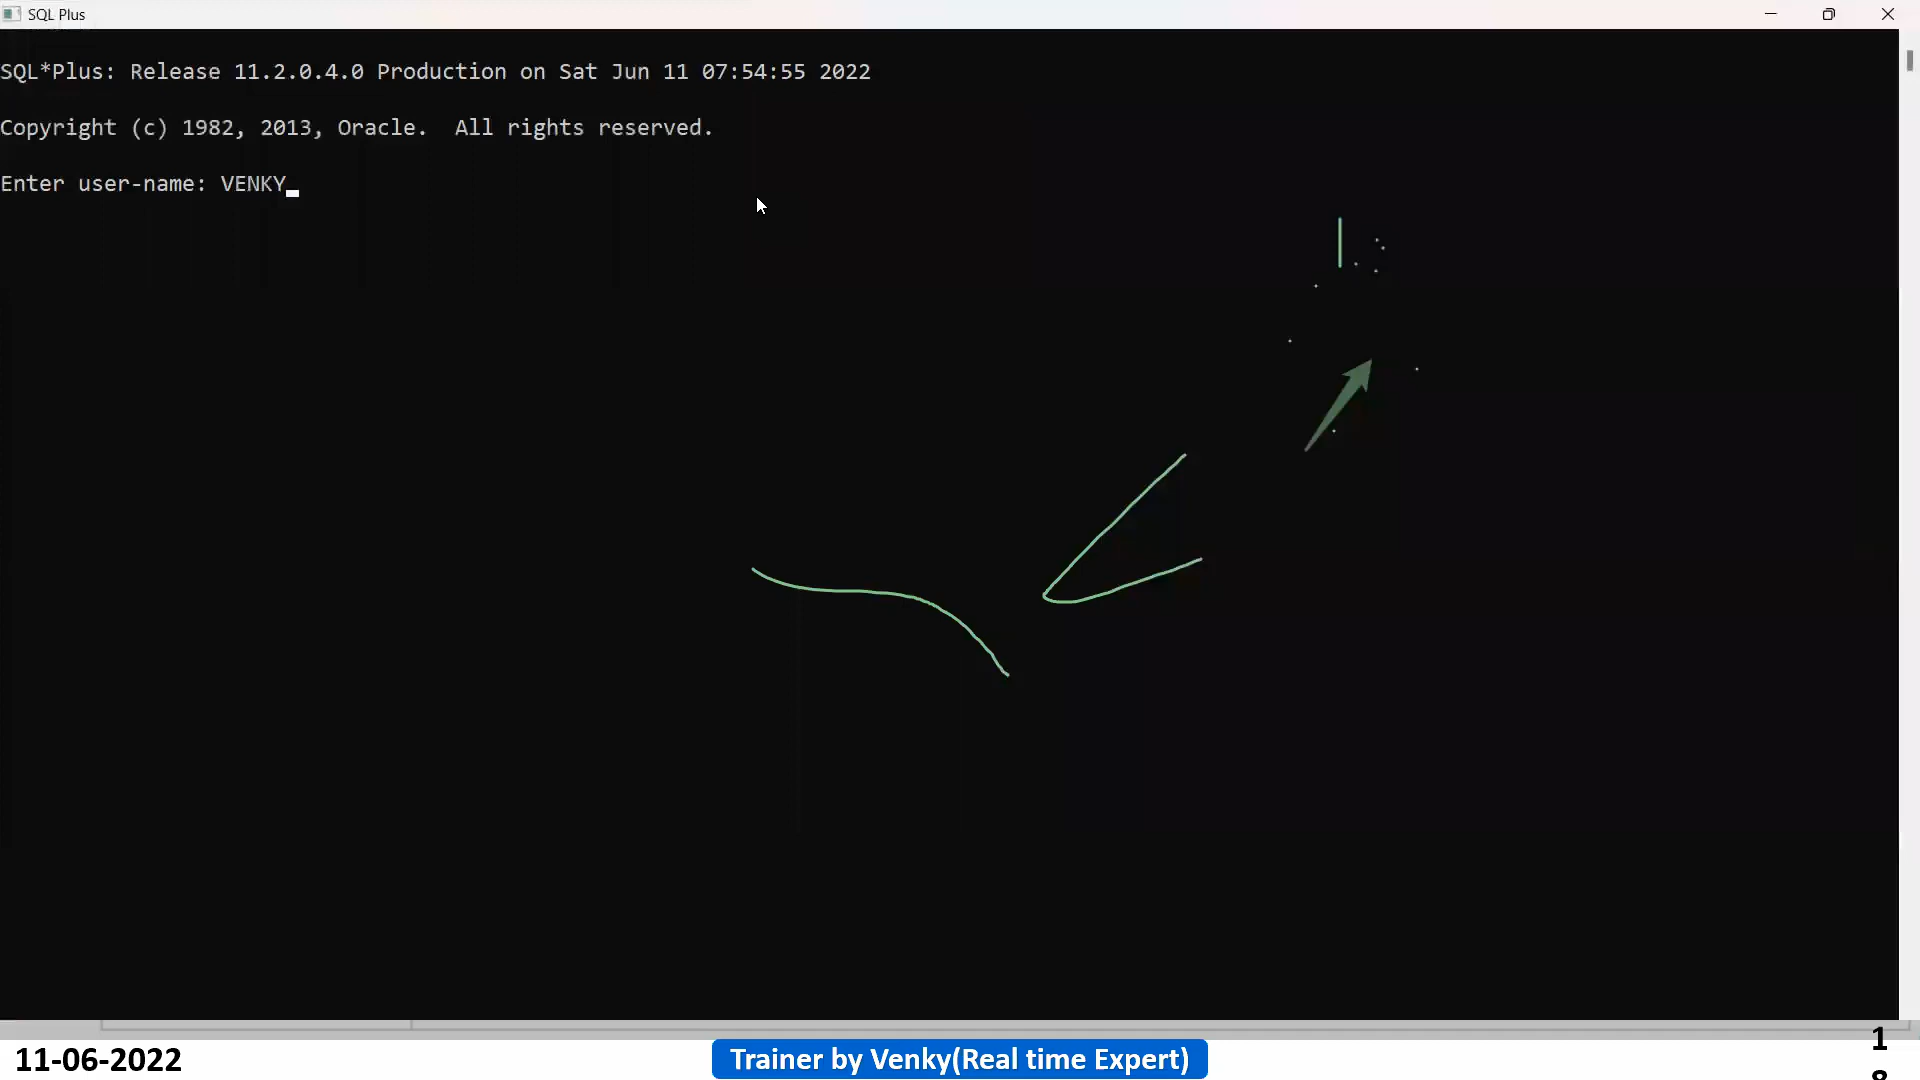 SQL Plus
SQL*Plus: Release 11.2.0.4.0 Production on Sat Jun 11 07:54:55 2022
Copyright (c) 1982, 2013, Oracle.  All rights reserved.
Enter user-name: VENKY
11-06-2022
Trainer by Venky(Real time Expert)
1
8